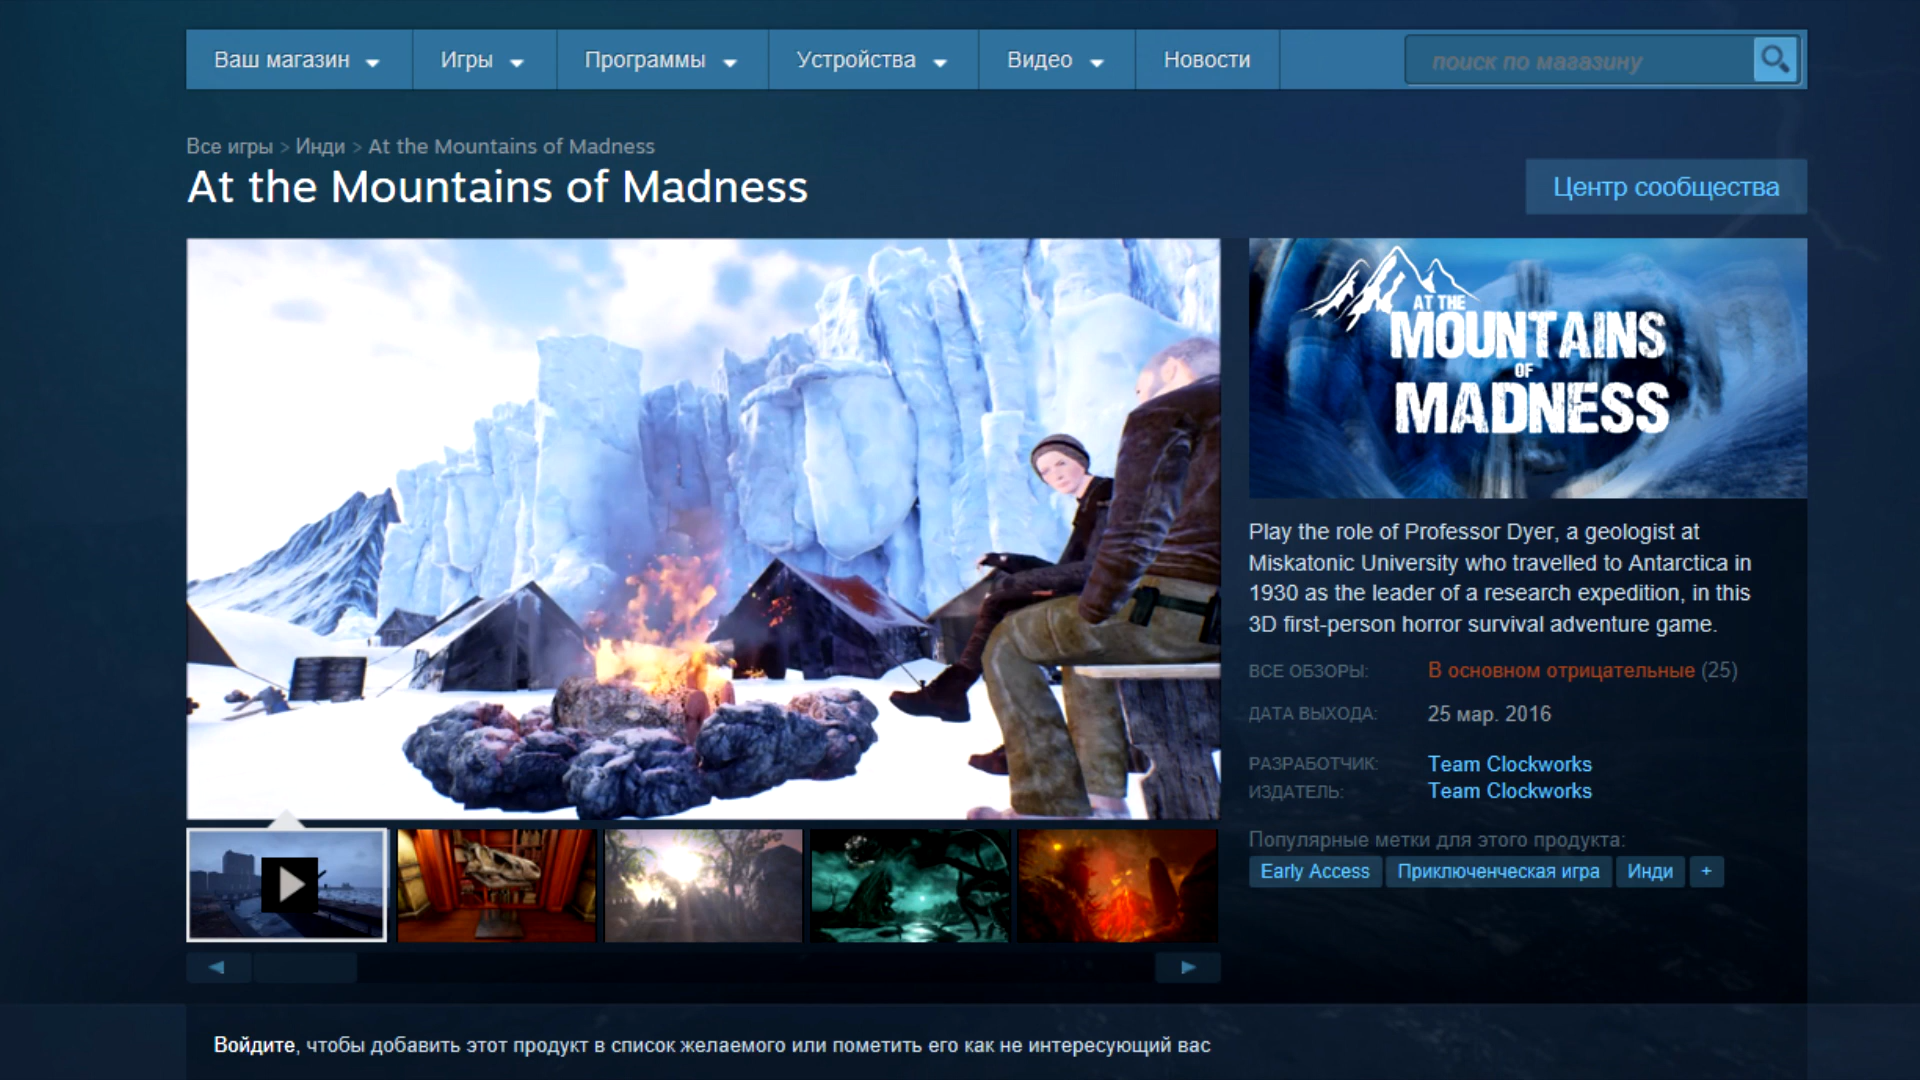 Ваш магазин
Игры
Программы
Устройства
Видео
Новости
поиск по магазину
Все игры > Инди > At the Mountains of Madness
At the Mountains of Madness
Центр сообщества
AT THE
MOUNTAINS
OF
MADNESS
Play the role of Professor Dyer, a geologist at
Miskatonic University who travelled to Antarctica in
1930 as the leader of a research expedition, in this
3D first-person horror survival adventure game.
ВСЕ ОБЗОРЫ: В основном отрицательные (25)
ДАТА ВЫХОДА: 25 мар. 2016
РАЗРАБОТЧИК: Team Clockworks
ИЗДАТЕЛЬ: Team Clockworks
Популярные метки для этого продукта:
Early Access Приключенческая игра Инди +
Войдите, чтобы добавить этот продукт в список желаемого или пометить его как не интересующий вас